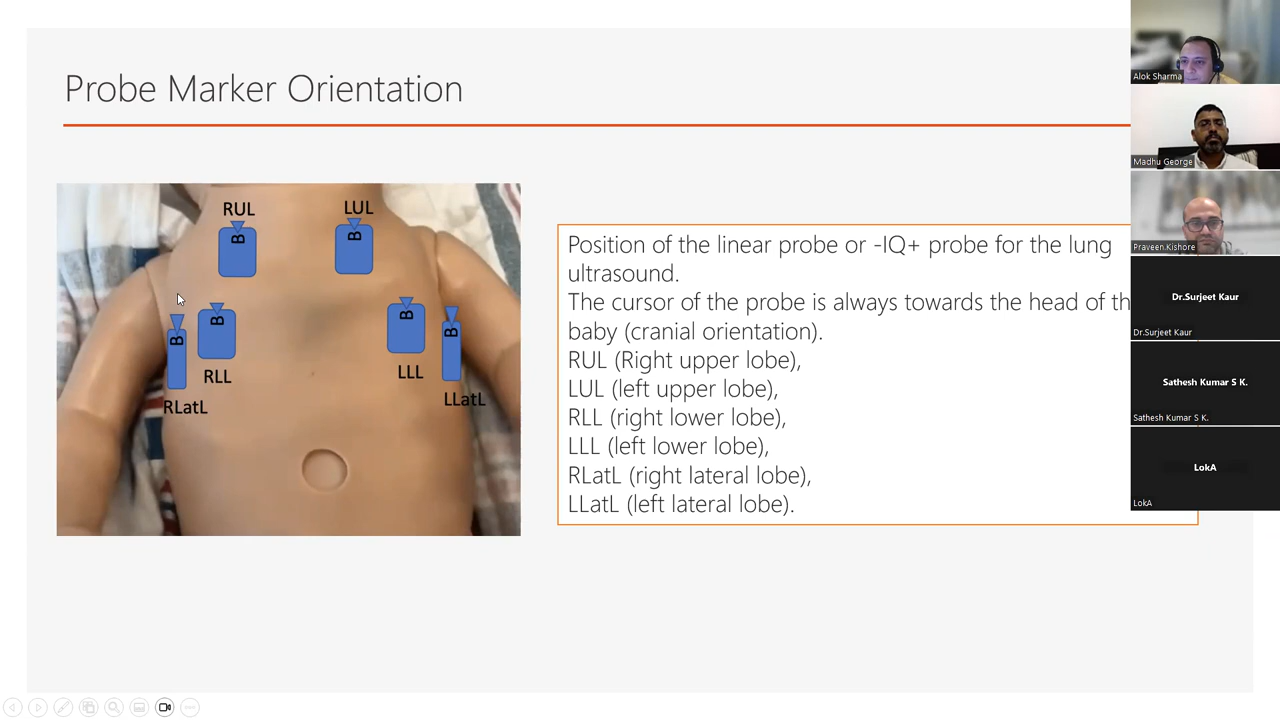 Probe Marker Orientation
RUL
LUL
B
B
B
B
B
B
RLL
LLL
RLatL
LLatL
Position of the linear probe or -IQ+ probe for the lung
ultrasound.
The cursor of the probe is always towards the head of th
baby (cranial orientation).
RUL (Right upper lobe),
LUL (left upper lobe),
RLL (right lower lobe),
LLL (left lower lobe),
RLatL (right lateral lobe),
LLatL (left lateral lobe).
Alok Sharma
Madhu George
Praveen.Kishore
Dr.Surjeet Kaur
Dr.Surjeet Kaur
Sathesh Kumar S K.
Sathesh Kumar S K.
LokA
LokA